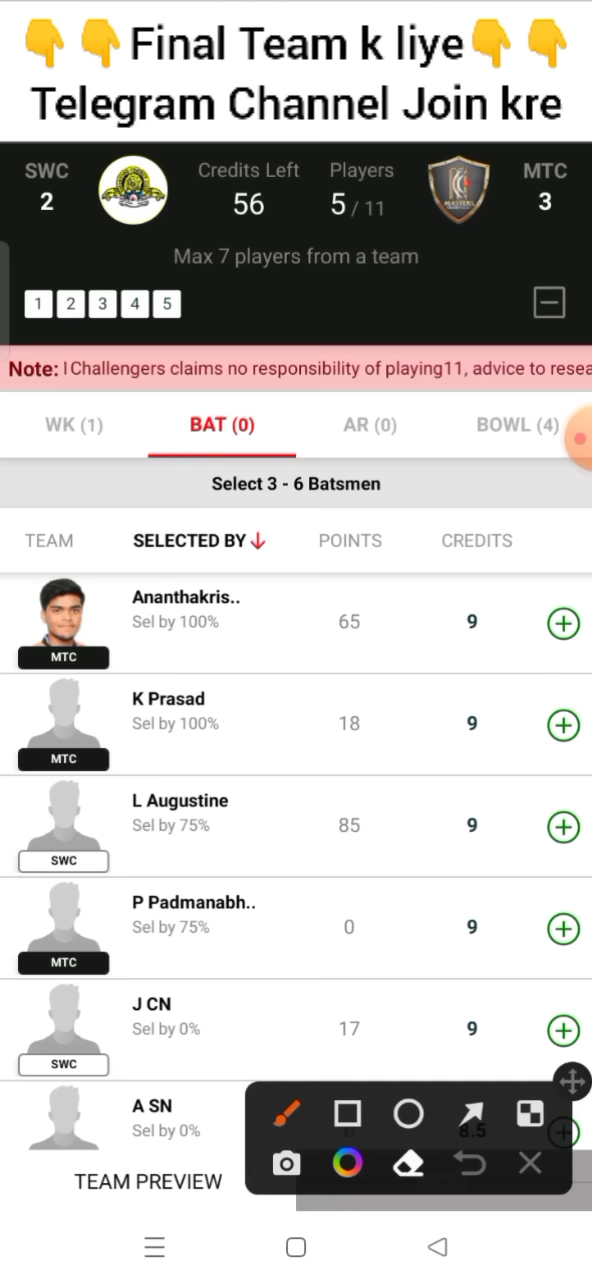 👇 👇 Final Team k liye 👇 👇
Telegram Channel Join kre
SWC Credits Left Players MTC
2 56 5 / 11 3
Max 7 players from a team
1 2 3 4 5
Note: IChallengers claims no responsibility of playing11, advice to resea
WK (1) BAT (0) AR (0) BOWL (4)
Select 3 - 6 Batsmen
TEAM SELECTED BY POINTS CREDITS
Ananthakris..
Sel by 100% 65 9
MTC
K Prasad
Sel by 100% 18 9
MTC
L Augustine
Sel by 75% 85 9
SWC
P Padmanabh..
Sel by 75% 0 9
MTC
J CN
Sel by 0% 17 9
SWC
A SN
Sel by 0% 0 8.5
TEAM PREVIEW